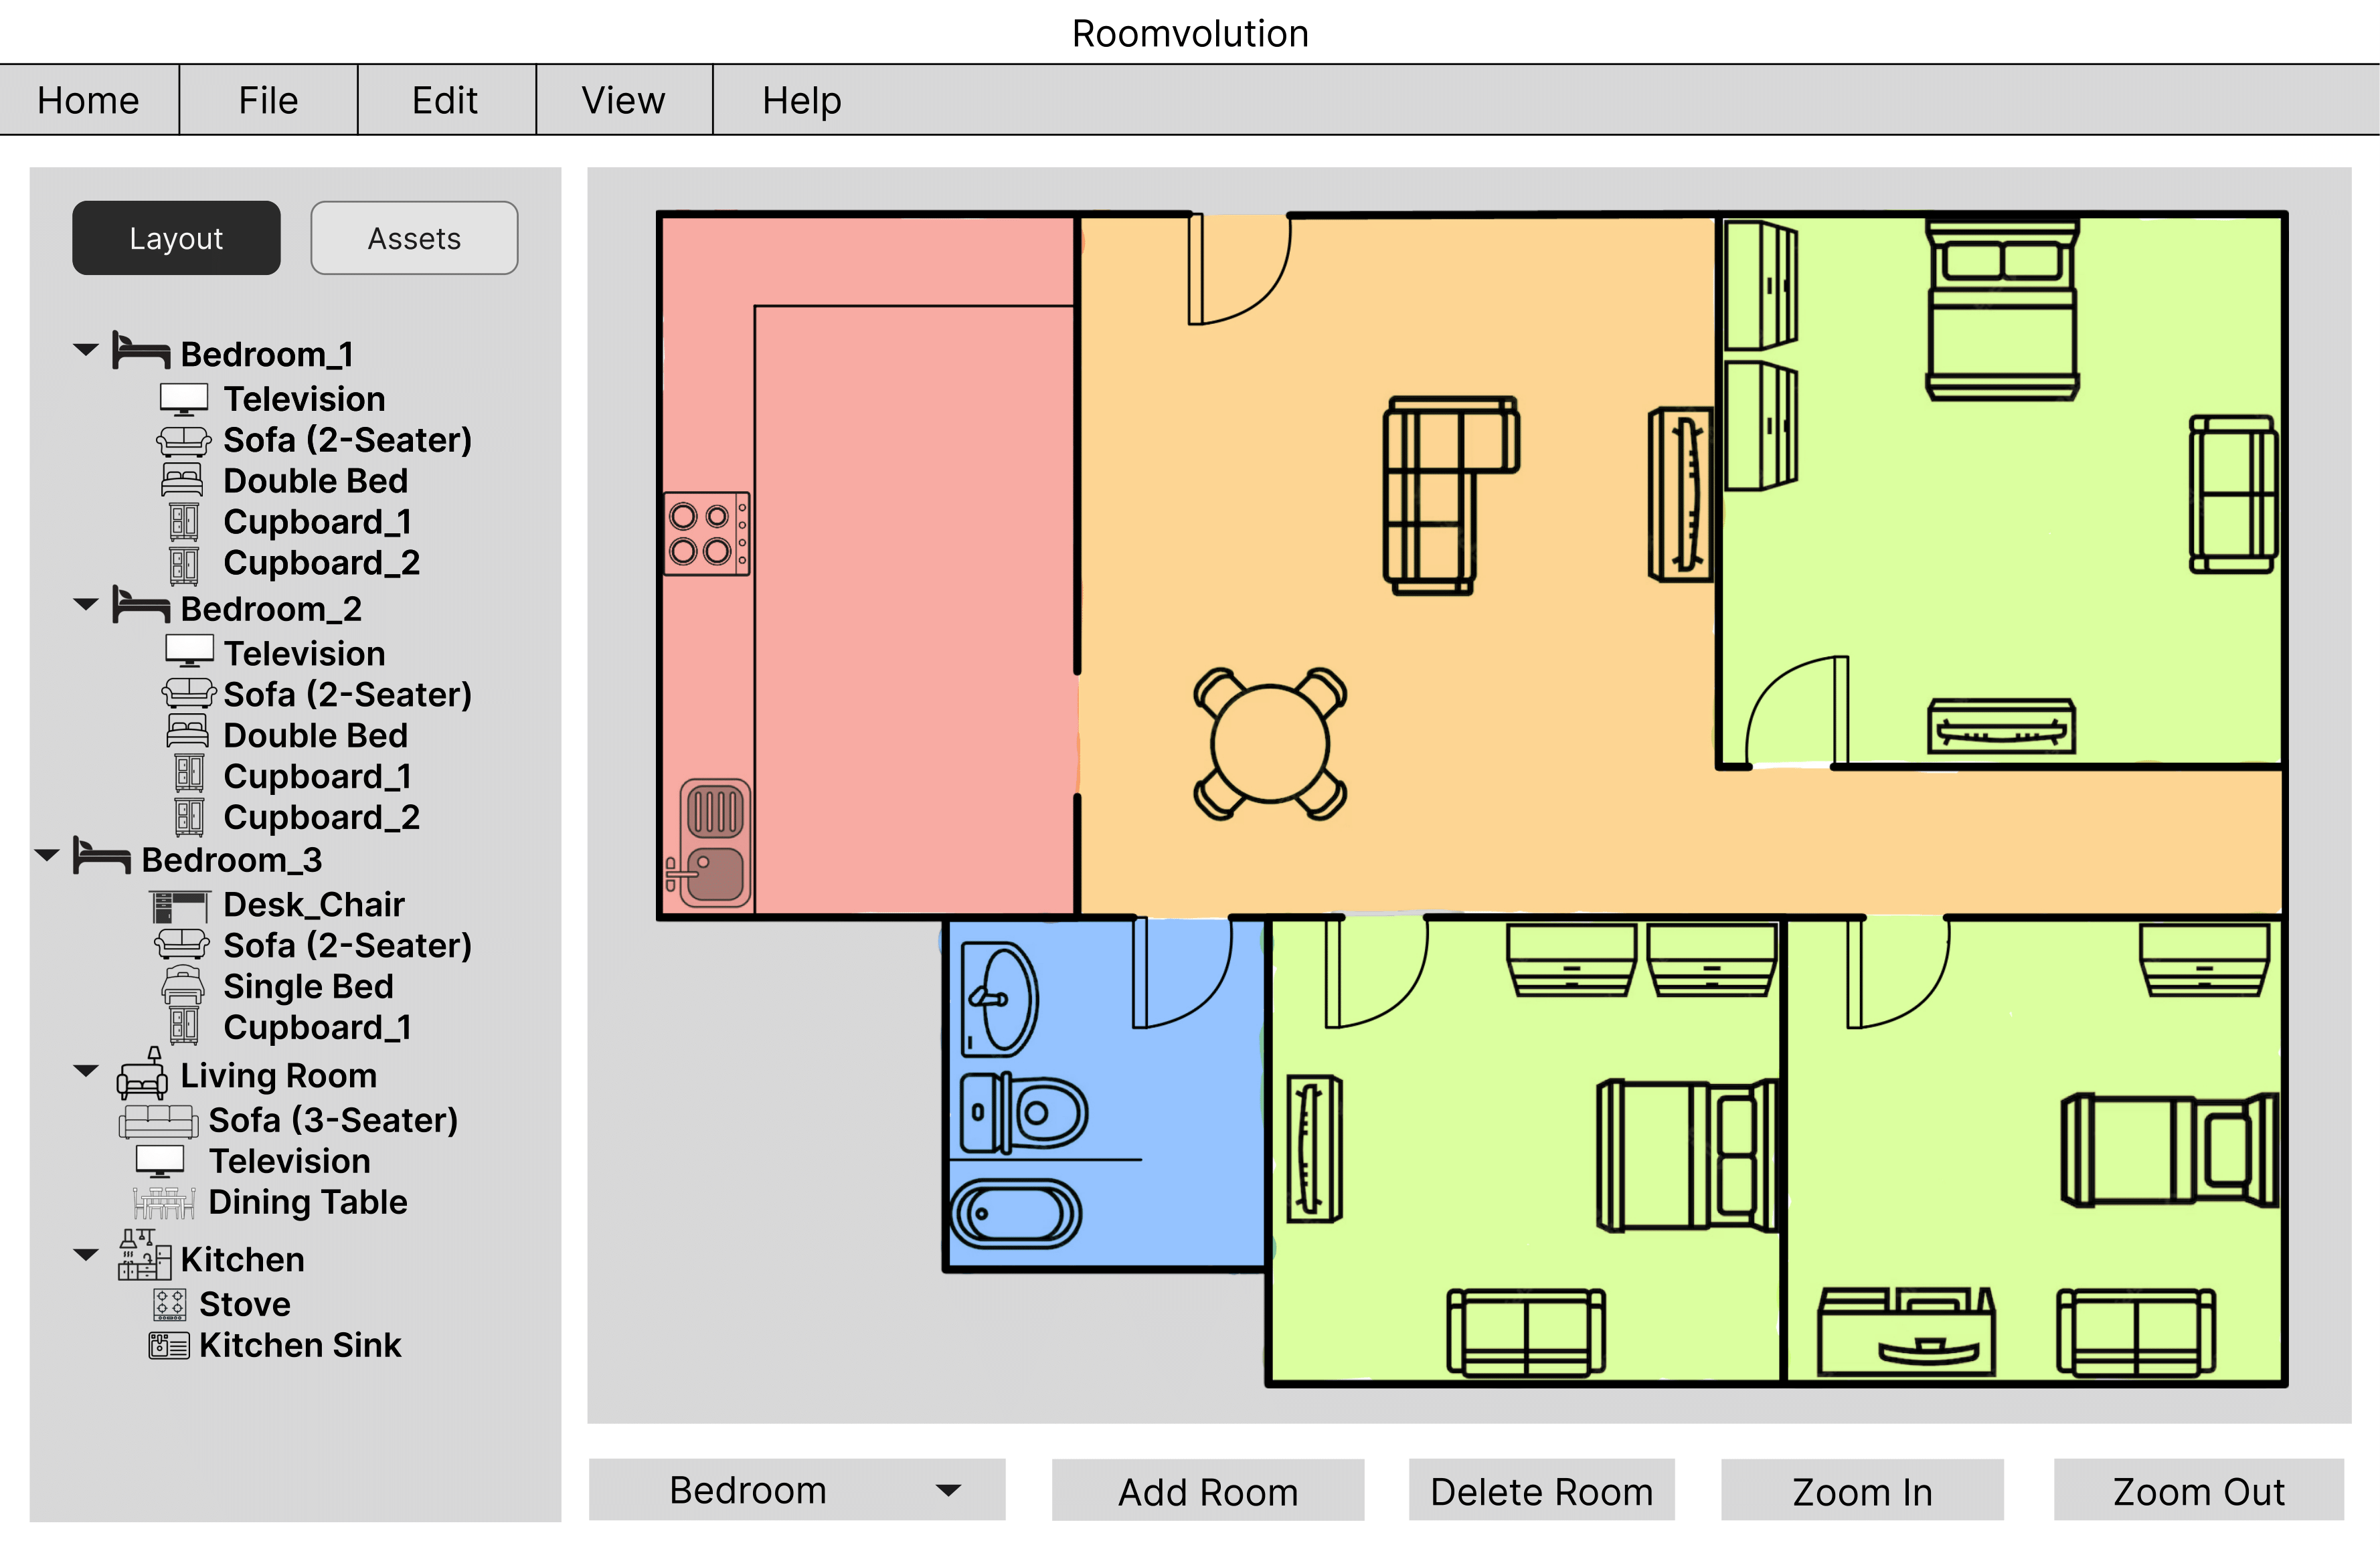 Roomvolution
Home File Edit View Help
Layout Assets
Bedroom_1
Television
Sofa (2-Seater)
Double Bed
Cupboard_1
Cupboard_2
Bedroom_2
Television
Sofa (2-Seater)
Double Bed
Cupboard_1
Cupboard_2
Bedroom_3
Desk_Chair
Sofa (2-Seater)
Single Bed
Cupboard_1
Living Room
Sofa (3-Seater)
Television
Dining Table
Kitchen
Stove
Kitchen Sink
Bedroom Add Room Delete Room Zoom In Zoom Out